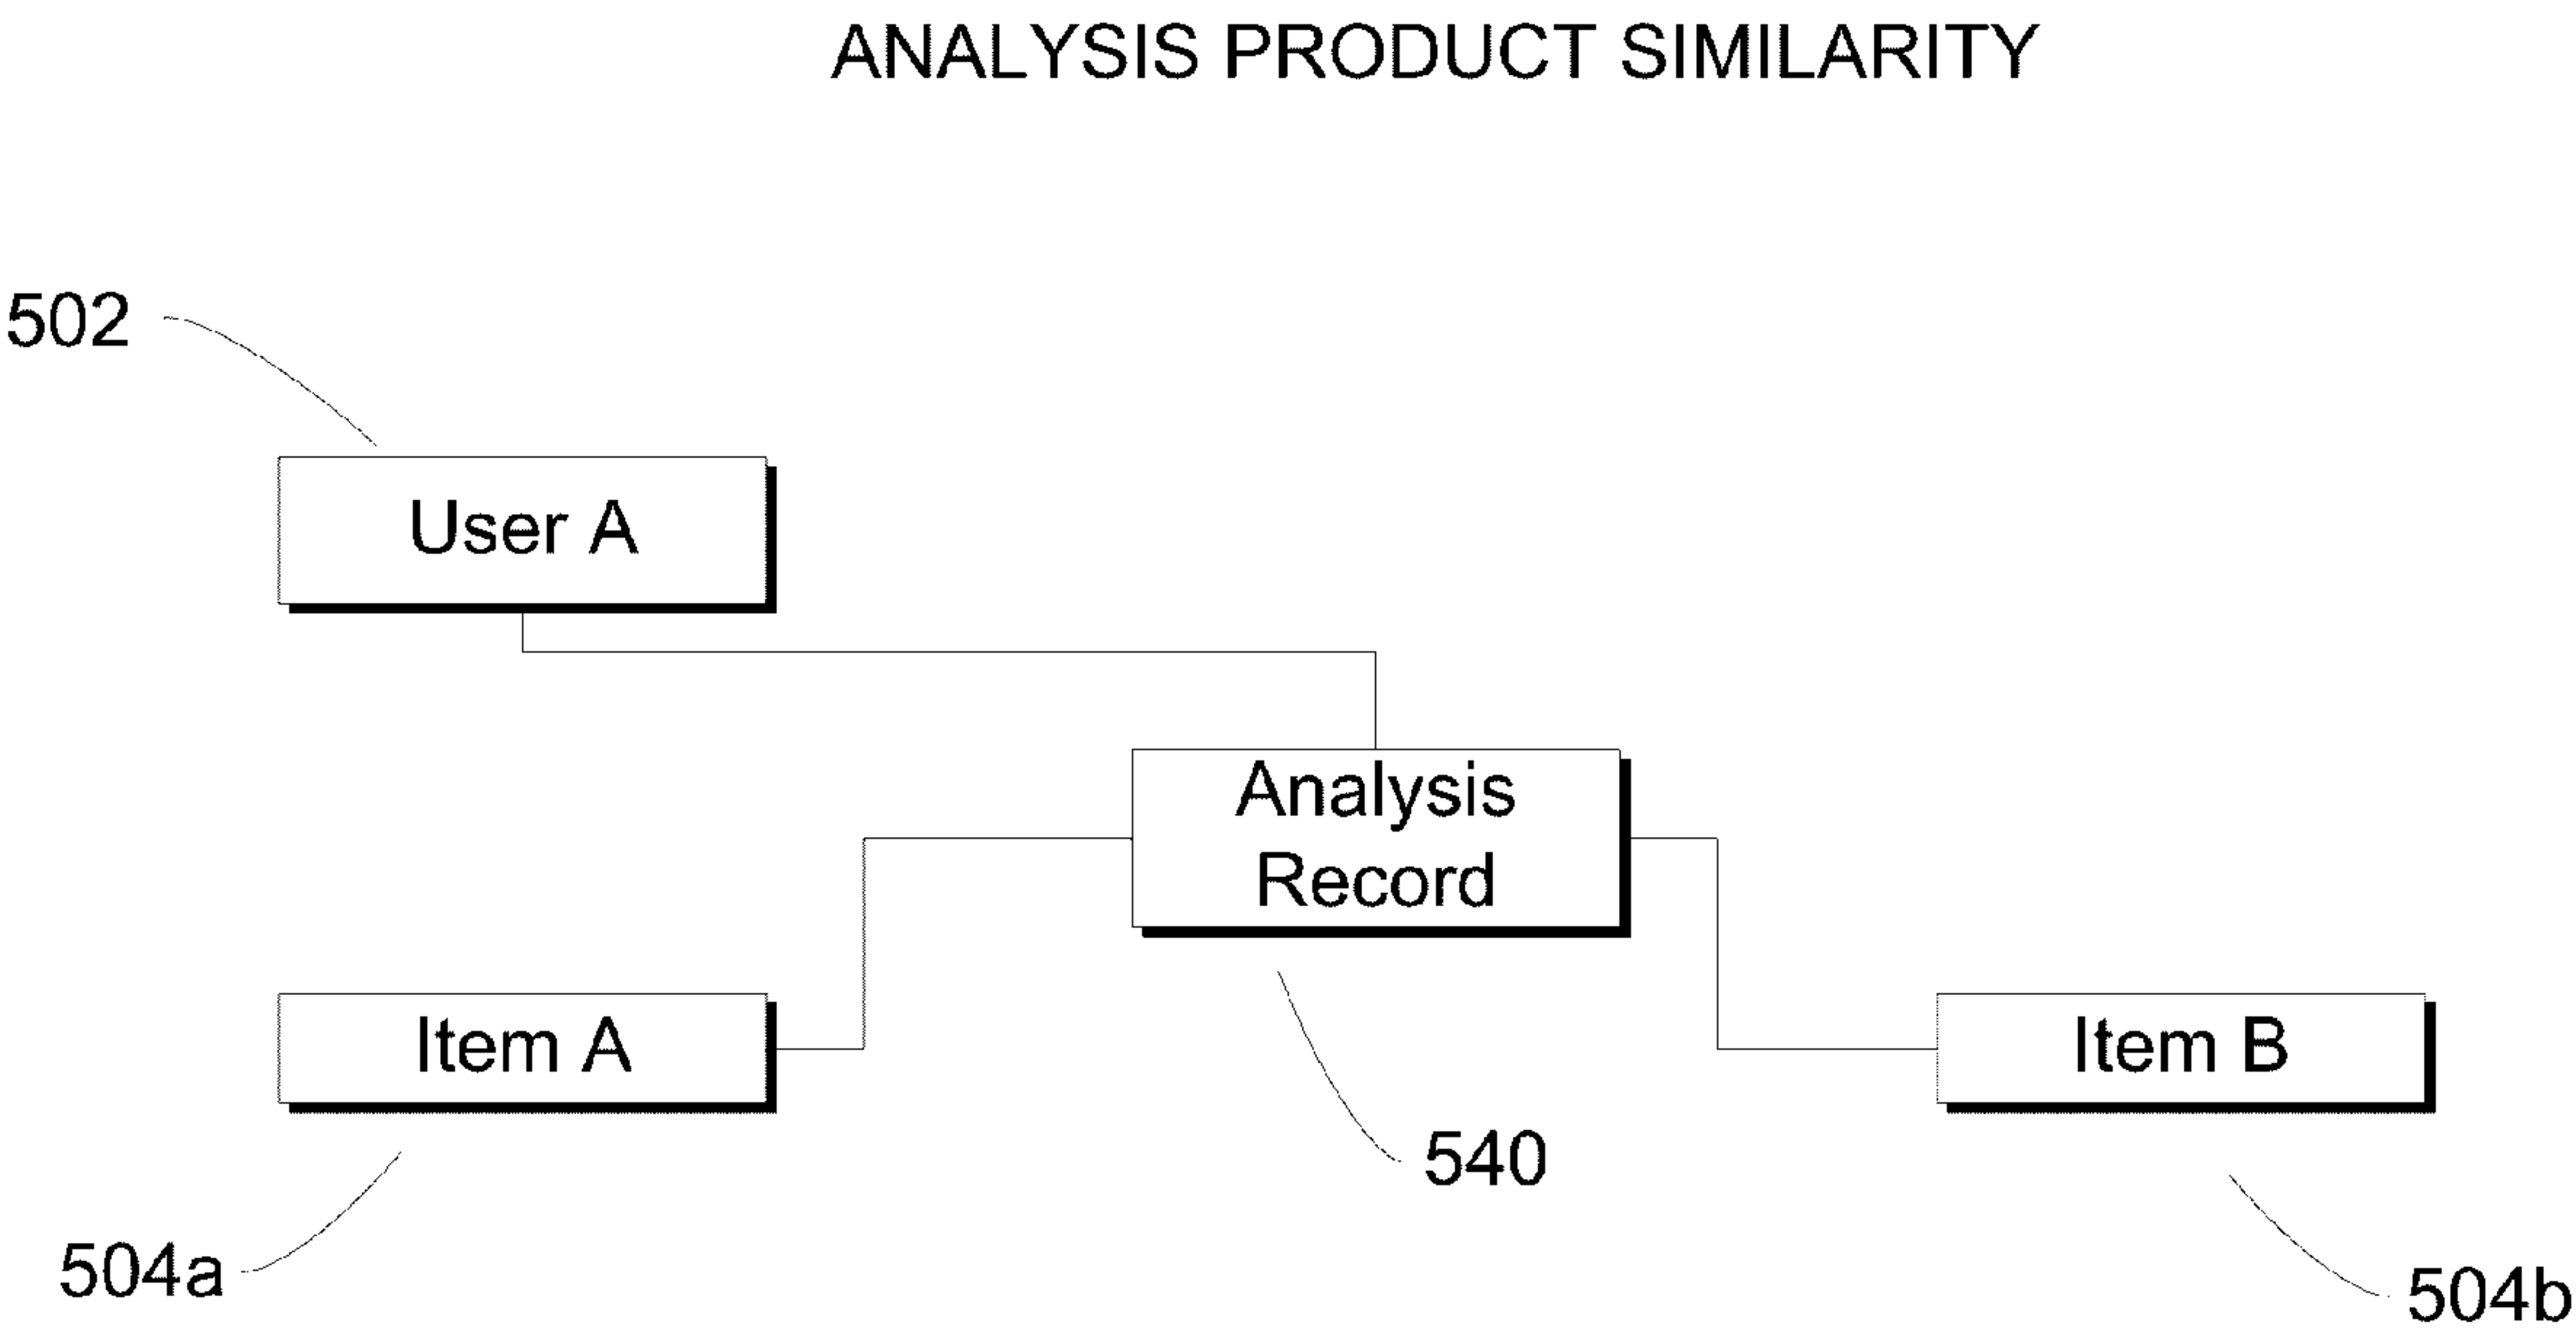 ANALYSIS PRODUCT SIMILARITY
502
User A
Analysis
Record
Item A
Item B
540
504a
504b